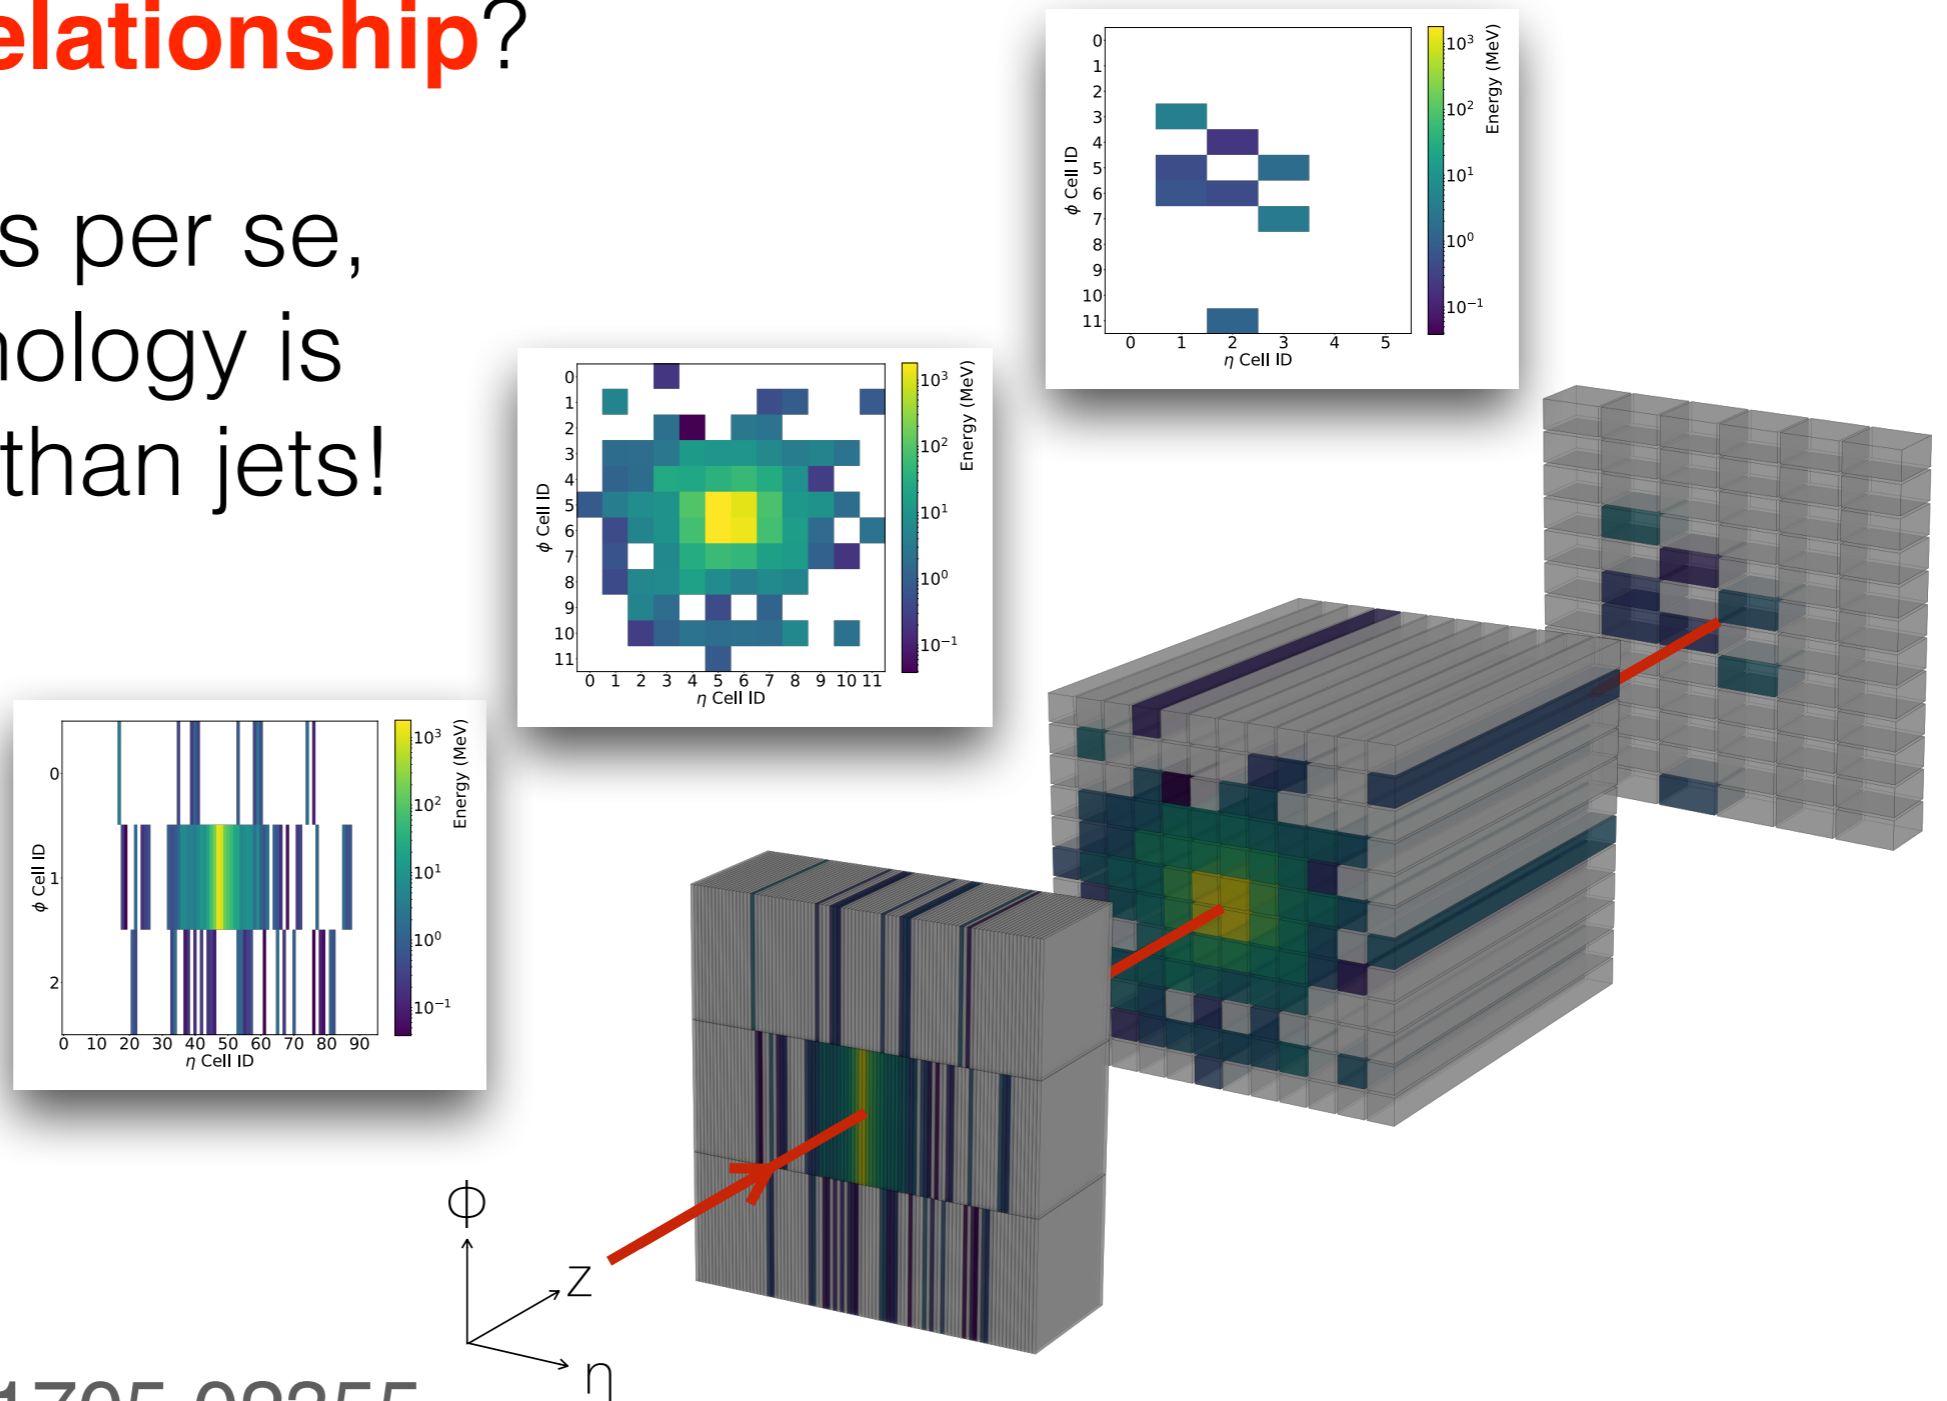 elationship?
s per se,
nology is
than jets!
0
1
2
3
4
5
6
7
8
9
10
11
0 1 2 3 4 5
η Cell ID
ϕ Cell ID
10³
10²
10¹
10⁰
10⁻¹
Energy (MeV)
0
1
2
3
4
5
6
7
8
9
10
11
0 1 2 3 4 5 6 7 8 9 10 11
η Cell ID
ϕ Cell ID
10³
10²
10¹
10⁰
10⁻¹
Energy (MeV)
0
1
2
0 10 20 30 40 50 60 70 80 90
η Cell ID
ϕ Cell ID
10³
10²
10¹
10⁰
10⁻¹
Energy (MeV)
ϕ
z
η